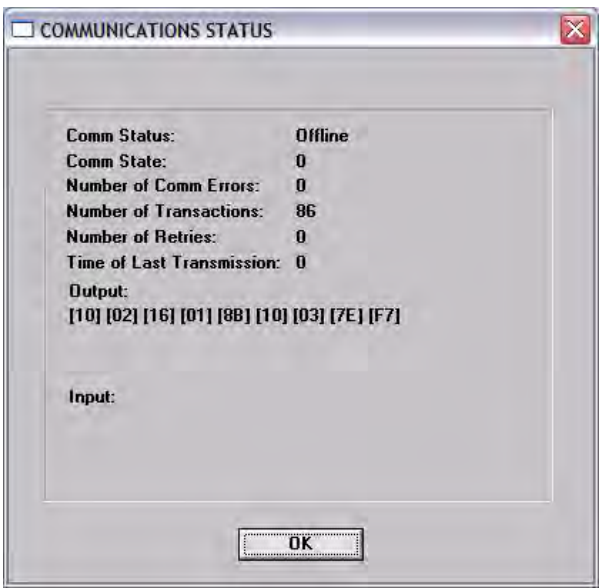 COMMUNICATIONS STATUS
Comm Status: Offline
Comm State: 0
Number of Comm Errors: 0
Number of Transactions: 86
Number of Retries: 0
Time of Last Transmission: 0
Output:
[10] [02] [16] [01] [8B] [10] [03] [7E] [F7]
Input:
OK